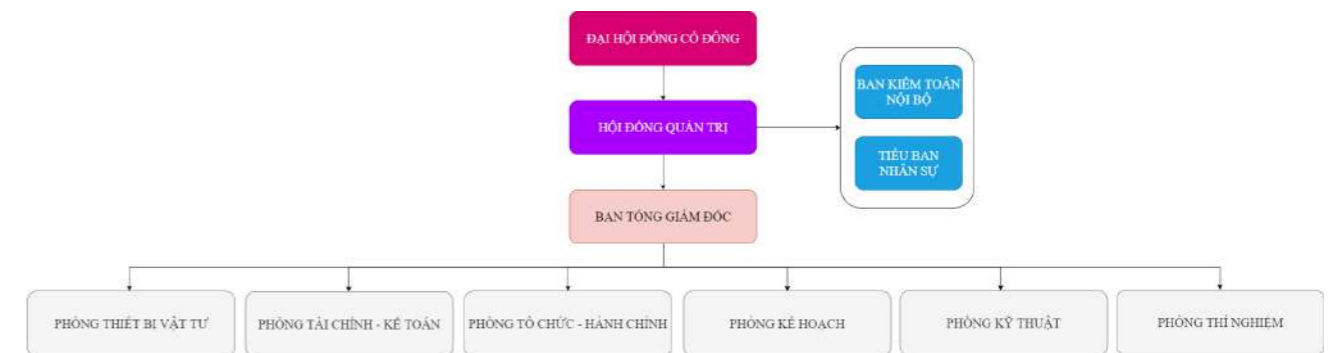 ĐẠI HỘI ĐỒNG CỔ ĐÔNG
BAN KIỂM TOÁN
NỘI BỘ
HỘI ĐỒNG QUẢN TRỊ
TIỂU BAN
NHÂN SỰ
BAN TỔNG GIÁM ĐỐC
PHÒNG THIẾT BỊ VẬT TƯ
PHÒNG TÀI CHÍNH - KẾ TOÁN
PHÒNG TỔ CHỨC - HÀNH CHÍNH
PHÒNG KẾ HOẠCH
PHÒNG KỸ THUẬT
PHÒNG THÍ NGHIỆM